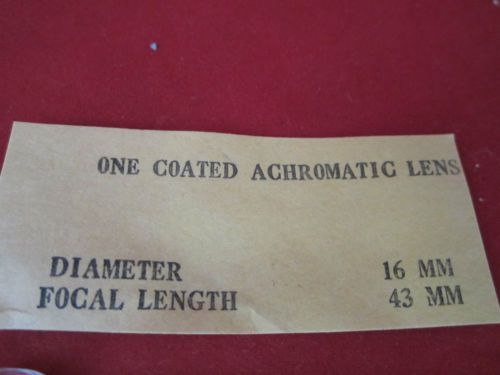 ONE COATED ACHROMATIC LENS
DIAMETER 16 MM
FOCAL LENGTH 43 MM